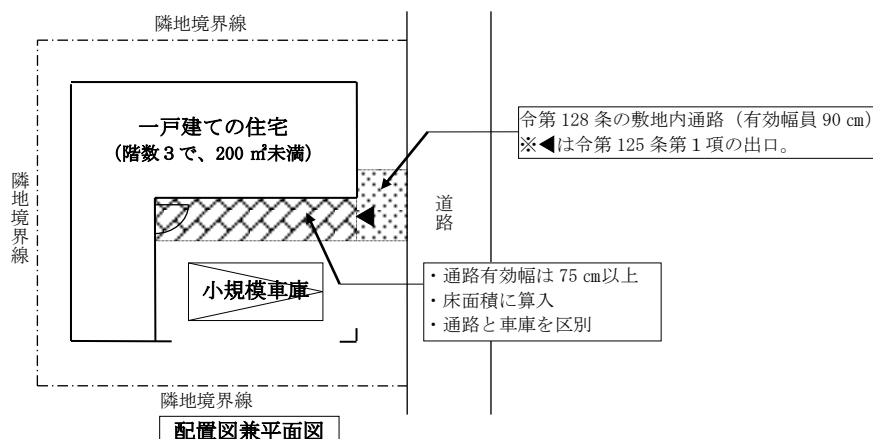 隣地境界線
一戸建ての住宅
(階数3で、200 ㎡未満)
令第 128 条の敷地内通路(有効幅員 90 ㎝)
※◀は令第 125 条第1項の出口。
隣地境界線
道路
・通路有効幅は 75 ㎝以上
・床面積に算入
・通路と車庫を区別
小規模車庫
隣地境界線
配置図兼平面図